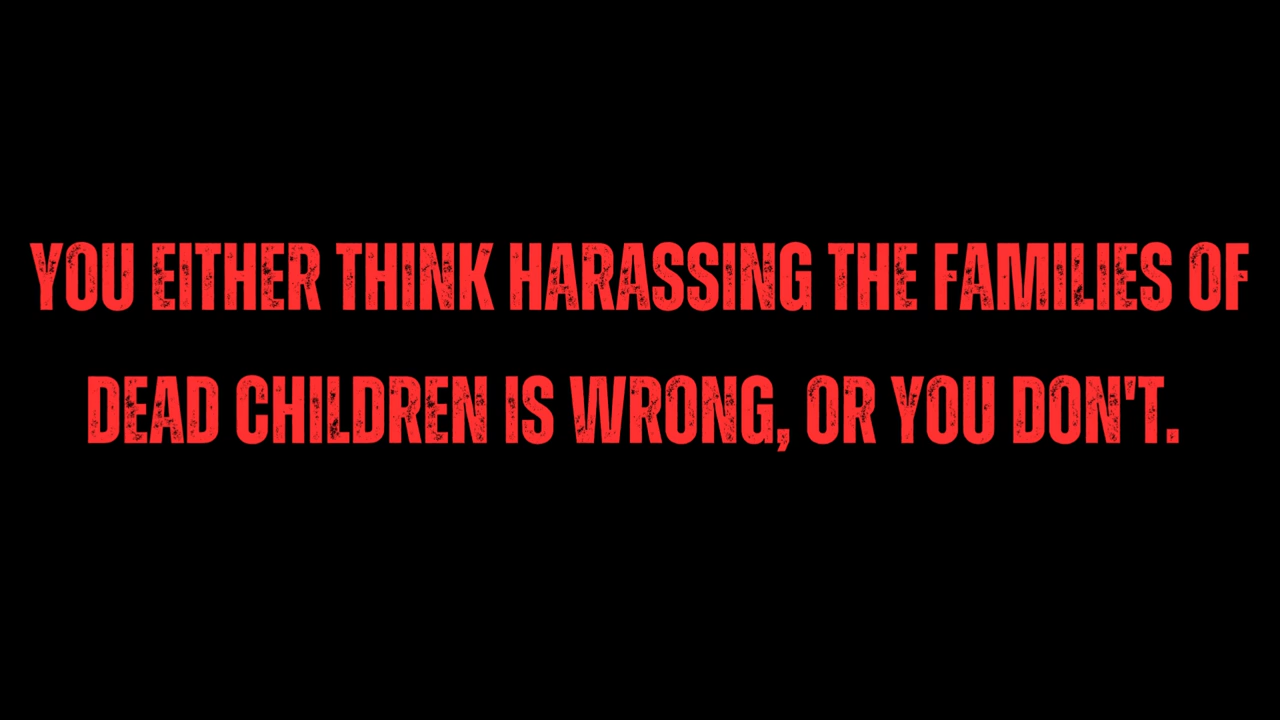 YOU EITHER THINK HARASSING THE FAMILIES OF
DEAD CHILDREN IS WRONG, OR YOU DON'T.